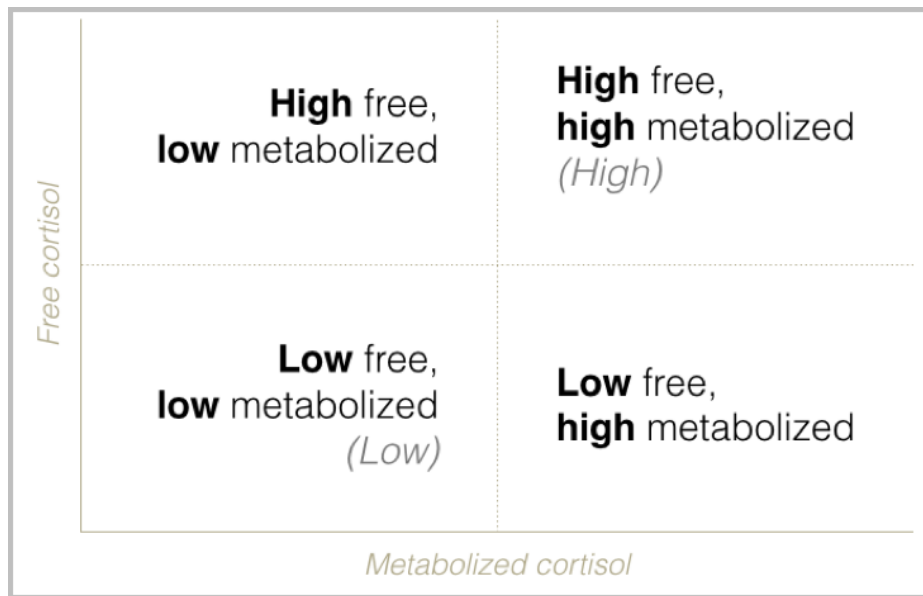 High free,
low metabolized
High free,
high metabolized
(High)
Free cortisol
Low free,
low metabolized
(Low)
Low free,
high metabolized
Metabolized cortisol